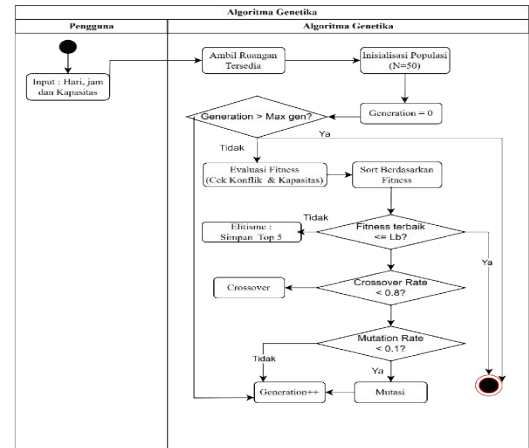 Algoritma Genetika
Pengguna
Algoritma Genetika
Input : Hari, jam
dan Kapasitas
Ambil Ruangan
Tersedia
Inisialisasi Populasi
(N=50)
Generation = 0
Generation > Max gen?
Ya
Tidak
Evaluasi Fitness
(Cek Konflik & Kapasitas)
Sort Berdasarkan
Fitness
Fitness terbaik
<= Lb?
Tidak
Ya
Elitisme :
Simpan Top 5
Crossover Rate
< 0.8?
Crossover
Mutation Rate
< 0.1?
Tidak
Ya
Mutasi
Generation++